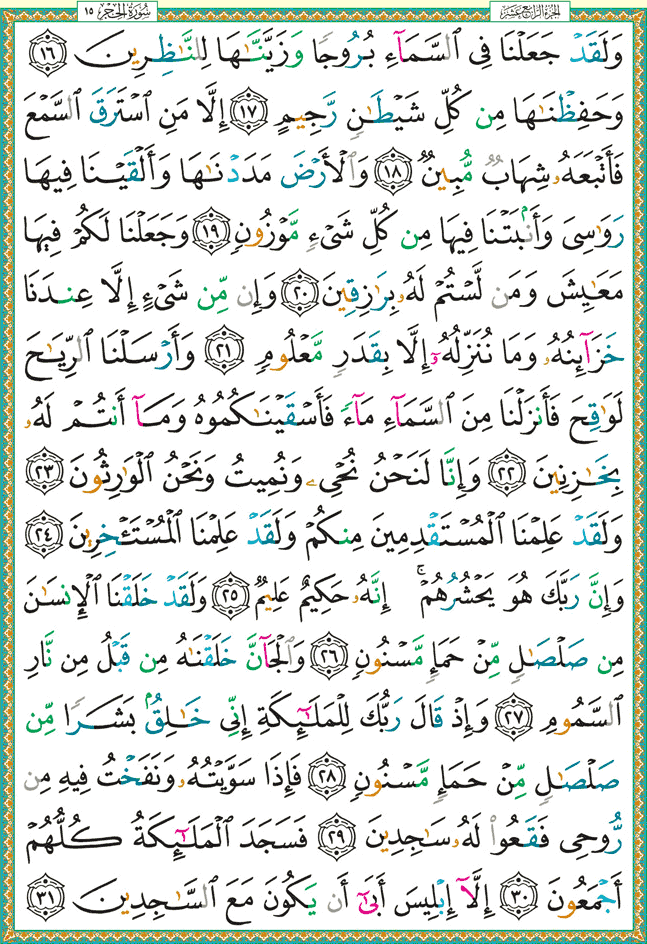 سُورَةُ الحِجْرِ ١٥
الجزء الرابع عشر
وَلَقَدْ جَعَلْنَا فِى ٱلسَّمَآءِ بُرُوجًا وَزَيَّنَّـٰهَا لِلنَّـٰظِرِينَ ١٦
وَحَفِظْنَـٰهَا مِن كُلِّ شَيْطَـٰنٍ رَّجِيمٍ ١٧ إِلَّا مَنِ ٱسْتَرَقَ ٱلسَّمْعَ
فَأَتْبَعَهُۥ شِهَابٌ مُّبِينٌ ١٨ وَٱلْأَرْضَ مَدَدْنَـٰهَا وَأَلْقَيْنَا فِيهَا
رَوَٰسِىَ وَأَنۢبَتْنَا فِيهَا مِن كُلِّ شَىْءٍ مَّوْزُونٍ ١٩ وَجَعَلْنَا لَكُمْ فِيهَا
مَعَـٰيِشَ وَمَن لَّسْتُمْ لَهُۥ بِرَٰزِقِينَ ٢٠ وَإِن مِّن شَىْءٍ إِلَّا عِندَنَا
خَزَآئِنُهُۥ وَمَا نُنَزِّلُهُۥٓ إِلَّا بِقَدَرٍ مَّعْلُومٍ ٢١ وَأَرْسَلْنَا ٱلرِّيَـٰحَ
لَوَٰقِحَ فَأَنزَلْنَا مِنَ ٱلسَّمَآءِ مَآءً فَأَسْقَيْنَـٰكُمُوهُ وَمَآ أَنتُمْ لَهُۥ
بِخَـٰزِنِينَ ٢٢ وَإِنَّا لَنَحْنُ نُحْىِۦ وَنُمِيتُ وَنَحْنُ ٱلْوَٰرِثُونَ ٢٣
وَلَقَدْ عَلِمْنَا ٱلْمُسْتَقْدِمِينَ مِنكُمْ وَلَقَدْ عَلِمْنَا ٱلْمُسْتَـْٔخِرِينَ ٢٤
وَإِنَّ رَبَّكَ هُوَ يَحْشُرُهُمْ ۚ إِنَّهُۥ حَكِيمٌ عَلِيمٌ ٢٥ وَلَقَدْ خَلَقْنَا ٱلْإِنسَـٰنَ
مِن صَلْصَـٰلٍ مِّنْ حَمَإٍ مَّسْنُونٍ ٢٦ وَٱلْجَآنَّ خَلَقْنَـٰهُ مِن قَبْلُ مِن نَّارِ
ٱلسَّمُومِ ٢٧ وَإِذْ قَالَ رَبُّكَ لِلْمَلَـٰٓئِكَةِ إِنِّى خَـٰلِقٌۢ بَشَرًا مِّن
صَلْصَـٰلٍ مِّنْ حَمَإٍ مَّسْنُونٍ ٢٨ فَإِذَا سَوَّيْتُهُۥ وَنَفَخْتُ فِيهِ مِن
رُّوحِى فَقَعُوا۟ لَهُۥ سَـٰجِدِينَ ٢٩ فَسَجَدَ ٱلْمَلَـٰٓئِكَةُ كُلُّهُمْ
أَجْمَعُونَ ٣٠ إِلَّآ إِبْلِيسَ أَبَىٰٓ أَن يَكُونَ مَعَ ٱلسَّـٰجِدِينَ ٣١